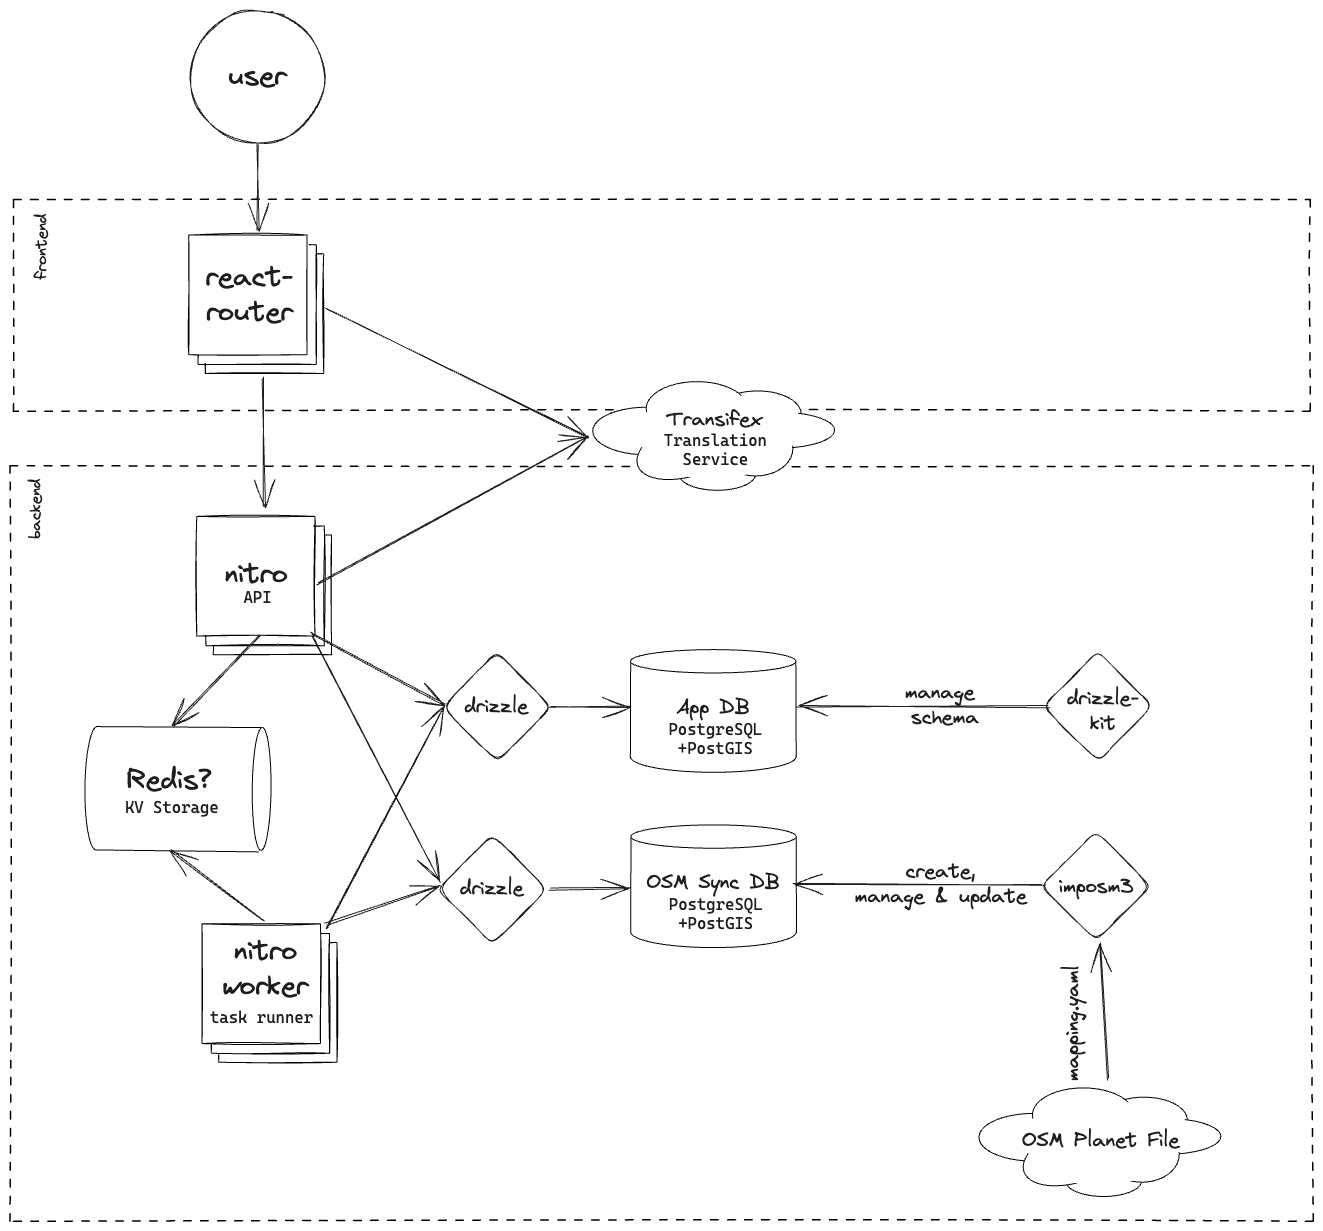 user
frontend
react-
router
Transifex
Translation
Service
backend
nitro
API
drizzle
App DB
PostgreSQL
+PostGIS
manage
schema
drizzle-
kit
Redis?
KV Storage
drizzle
OSM Sync DB
PostgreSQL
+PostGIS
create,
manage & update
imposm3
nitro
worker
task runner
mapping.yaml
OSM Planet File